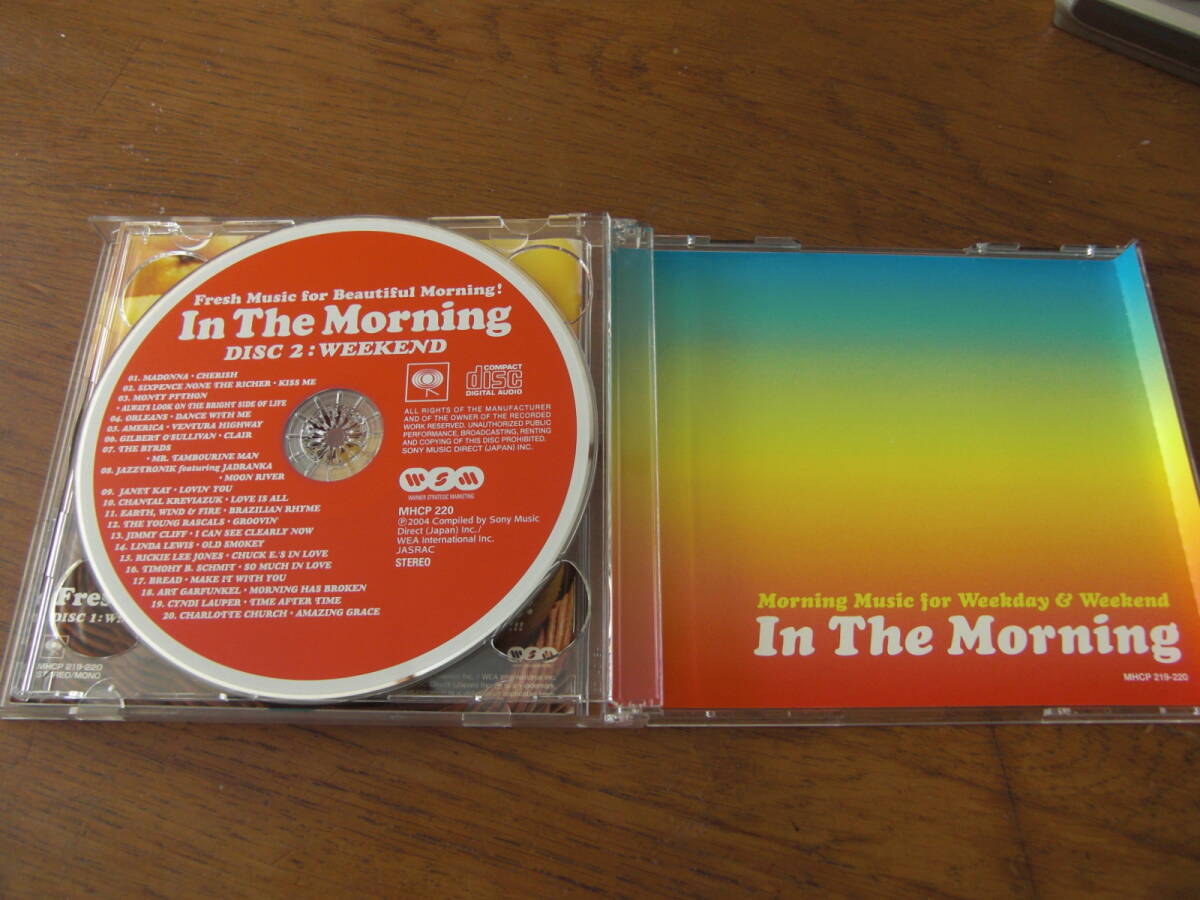 Fresh Music for Beautiful Morning!
In The Morning
DISC 2 : WEEKEND
01. MADONNA • CHERISH
02. SIXPENCE NONE THE RICHER • KISS ME
03. MONTY PYTHON
• ALWAYS LOOK ON THE BRIGHT SIDE OF LIFE
04. ORLEANS • DANCE WITH ME
05. AMERICA • VENTURA HIGHWAY
06. GILBERT O'SULLIVAN • CLAIR
07. THE BYRDS
• MR. TAMBOURINE MAN
08. JAZZTRONIK featuring JADRANKA
• MOON RIVER
09. JANET KAY • LOVIN' YOU
10. CHANTAL KREVIAZUK • LOVE IS ALL
11. EARTH, WIND & FIRE • BRAZILIAN RHYME
12. THE YOUNG RASCALS • GROOVIN'
13. JIMMY CLIFF • I CAN SEE CLEARLY NOW
14. LINDA LEWIS • OLD SMOKEY
15. RICKIE LEE JONES • CHUCK E.'S IN LOVE
16. TIMOHY B. SCHMIT • SO MUCH IN LOVE
17. BREAD • MAKE IT WITH YOU
18. ART GARFUNKEL • MORNING HAS BROKEN
19. CYNDI LAUPER • TIME AFTER TIME
20. CHARLOTTE CHURCH • AMAZING GRACE
COMPACT
disc
DIGITAL AUDIO
ALL RIGHTS OF THE MANUFACTURER
AND OF THE OWNER OF THE RECORDED
WORK RESERVED. UNAUTHORIZED PUBLIC
PERFORMANCE, BROADCASTING, RENTING
AND COPYING OF THIS DISC PROHIBITED.
SONY MUSIC DIRECT (JAPAN) INC.
WSM
WARNER STRATEGIC MARKETING
MHCP 220
℗2004 Compiled by Sony Music
Direct (Japan) Inc./
WEA International Inc.
JASRAC
STEREO
Fres
DISC 1 : W
MHCP 219-220
STEREO/MONO
WSM
Morning Music for Weekday & Weekend
In The Morning
MHCP 219-220